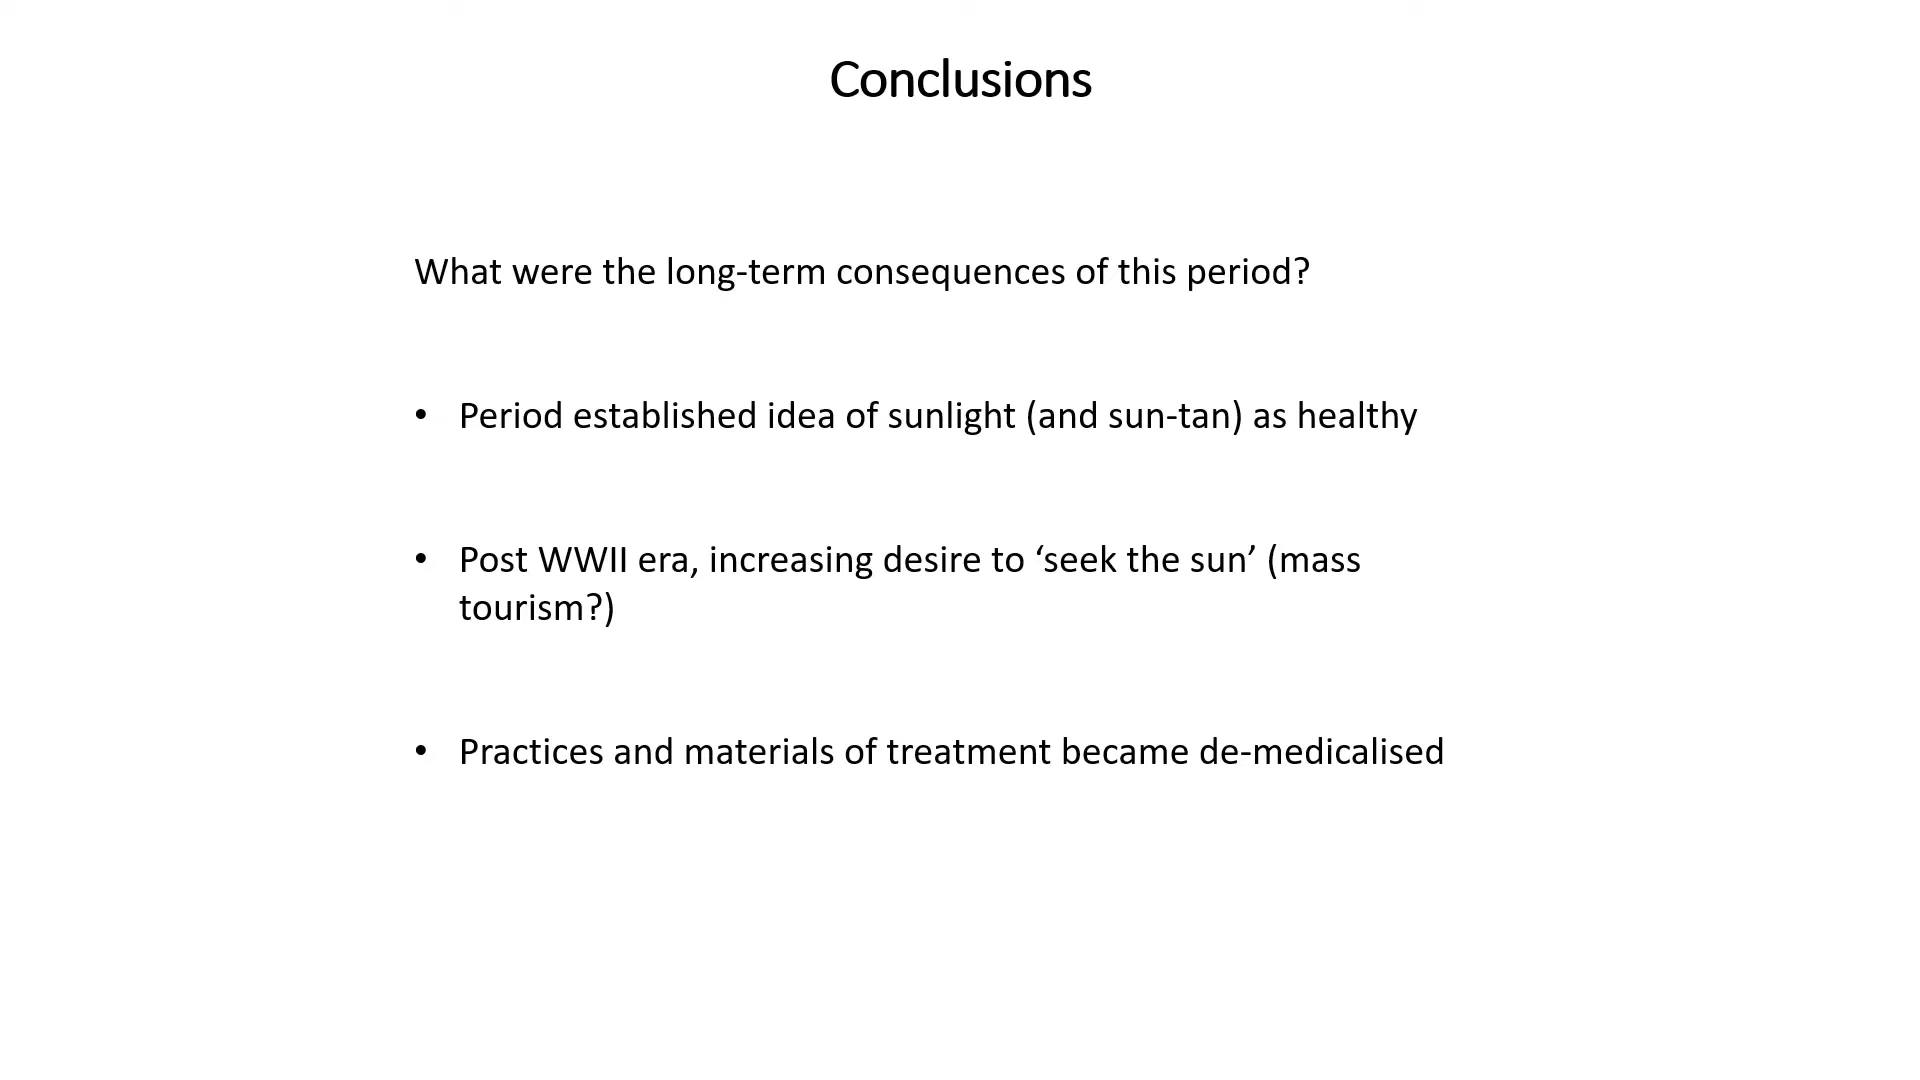 Conclusions
What were the long-term consequences of this period?
• Period established idea of sunlight (and sun-tan) as healthy
• Post WWII era, increasing desire to ‘seek the sun’ (mass
tourism?)
• Practices and materials of treatment became de-medicalised